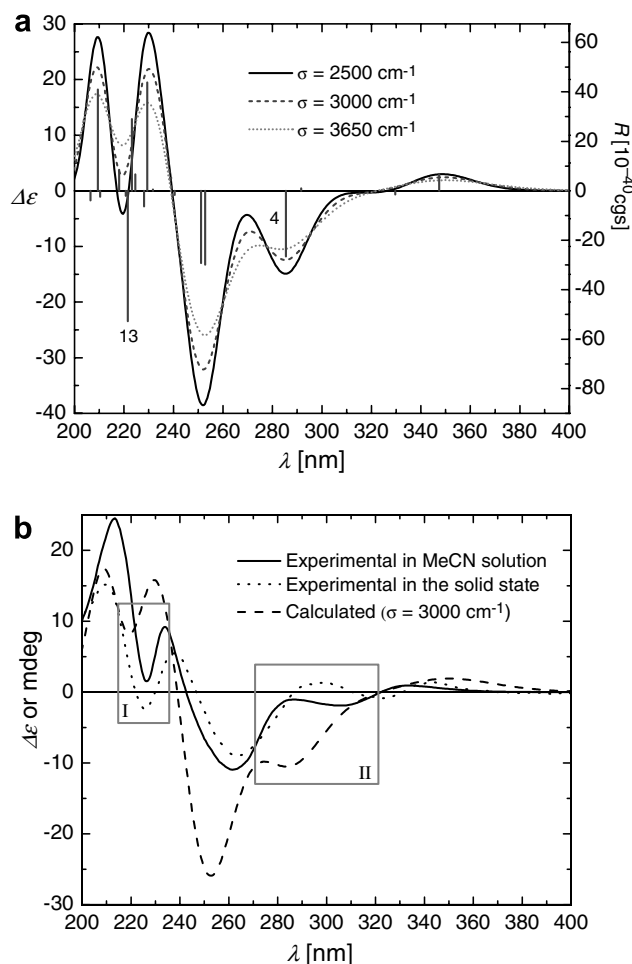 a
30
20
10
0
-10
-20
-30
-40
Δε
σ = 2500 cm-1
σ = 3000 cm-1
σ = 3650 cm-1
4
13
60
40
20
0
-20
-40
-60
-80
R [10−40cgs]
200 220 240 260 280 300 320 340 360 380 400
λ [nm]
b
20
10
0
-10
-20
-30
Δε or mdeg
Experimental in MeCN solution
Experimental in the solid state
Calculated (σ = 3000 cm-1)
I
II
200 220 240 260 280 300 320 340 360 380 400
λ [nm]